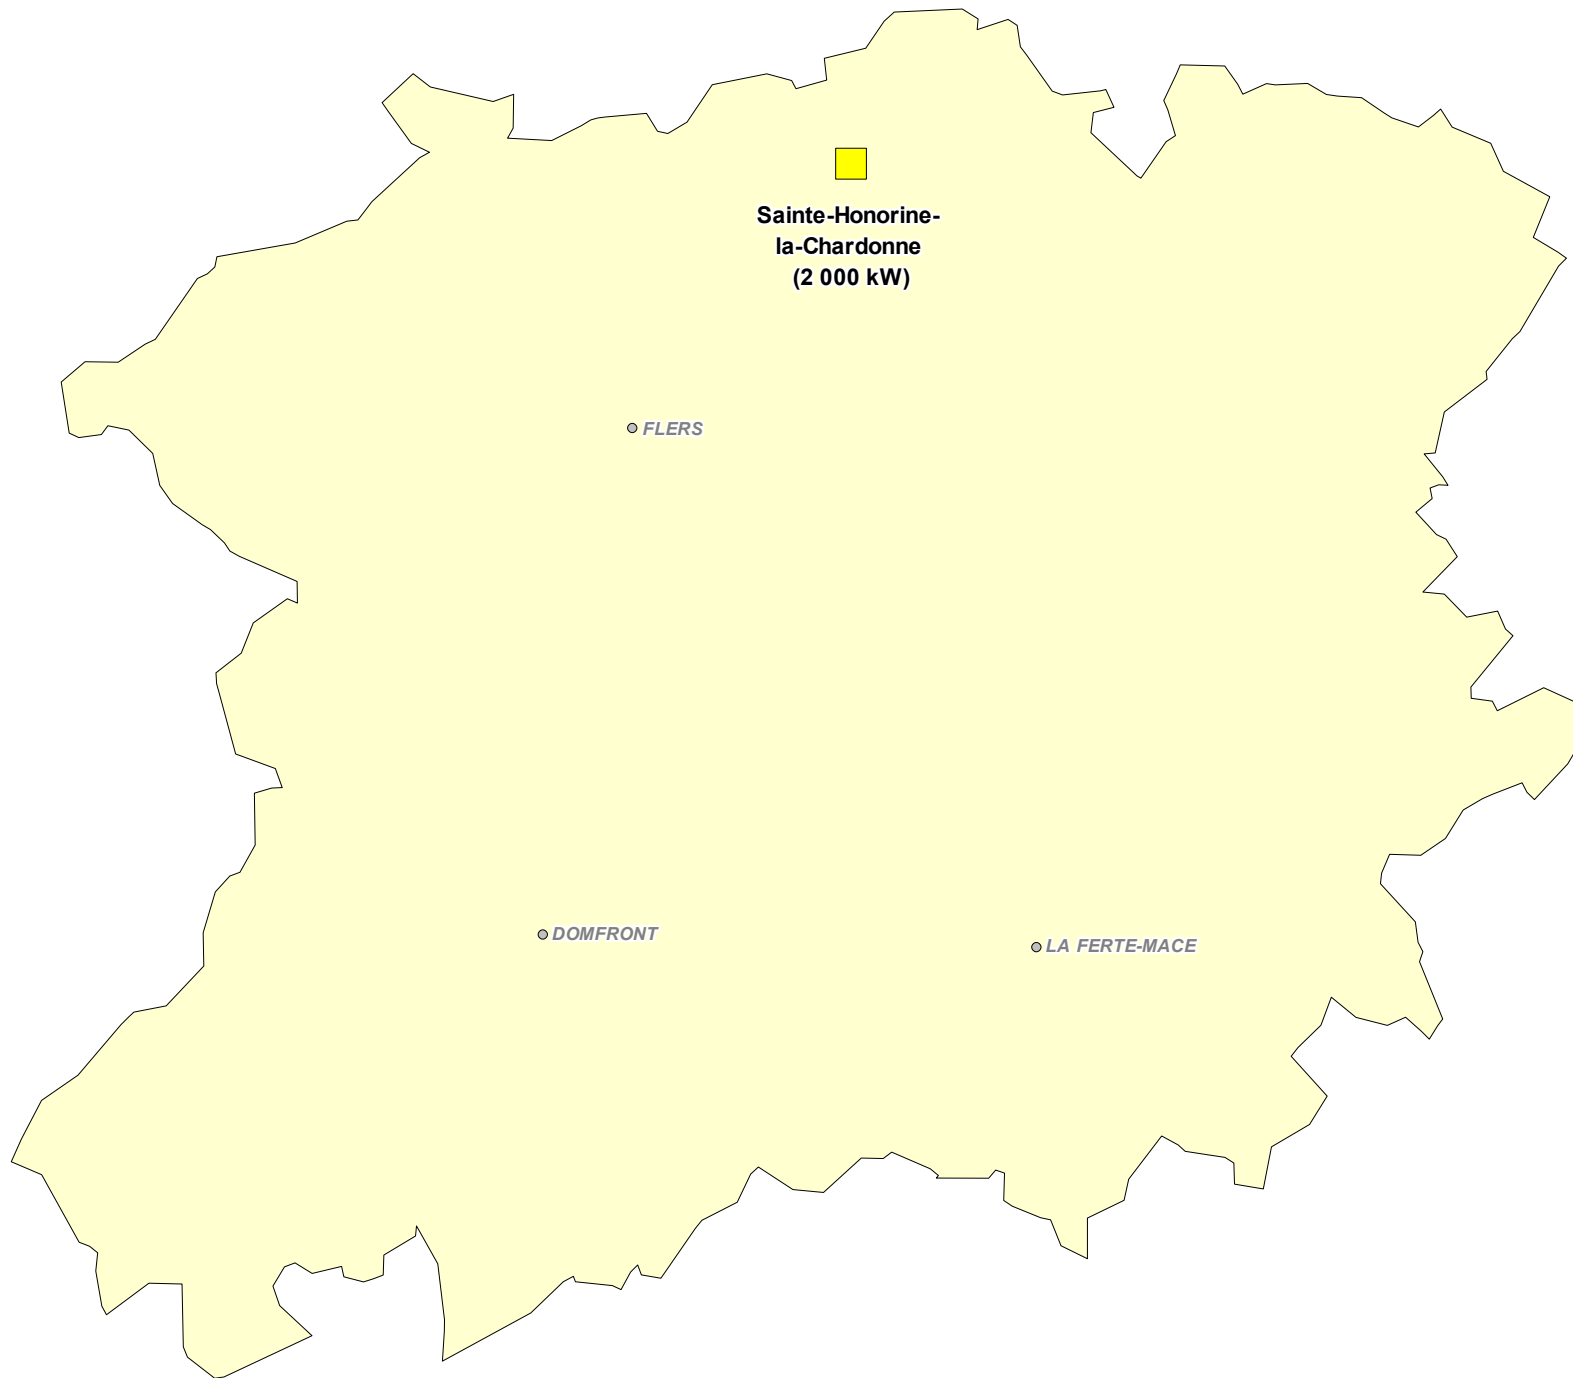 Sainte-Honorine-
la-Chardonne
(2 000 kW)
FLERS
DOMFRONT
LA FERTE-MACE